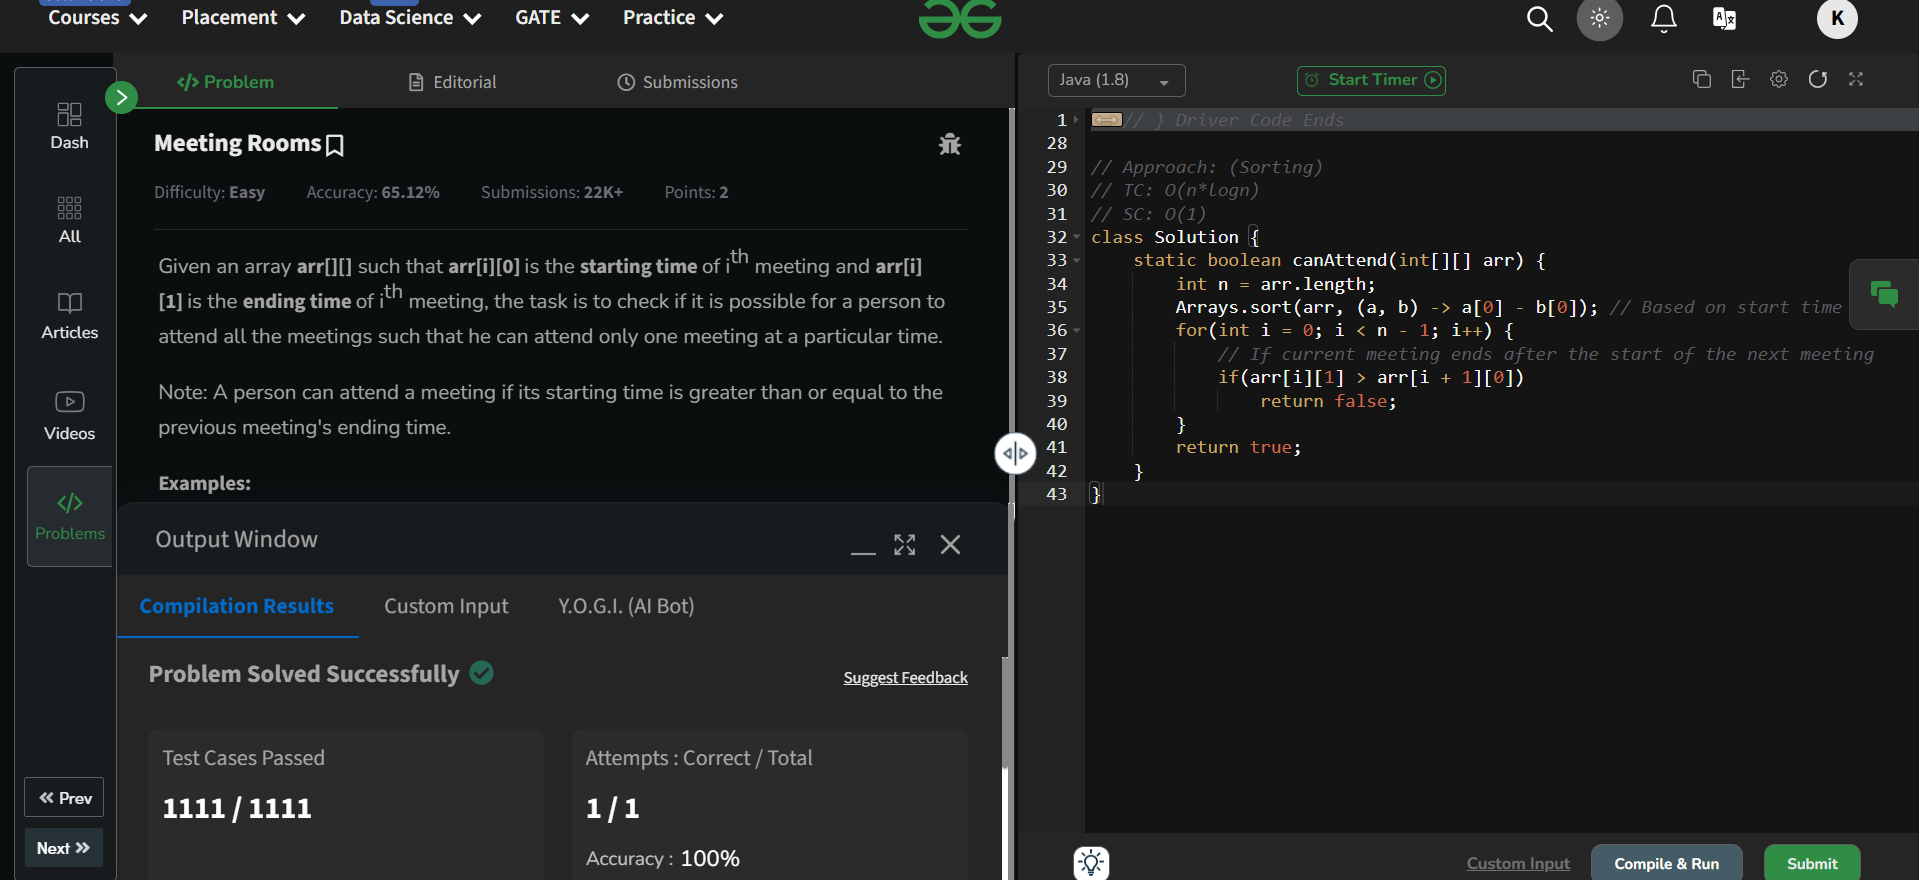 Courses
Placement
Data Science
GATE
Practice
K
Dash
All
Articles
Videos
</> Problems
Prev
Next
</> Problem
Editorial
Submissions
Meeting Rooms
Difficulty: Easy
Accuracy: 65.12%
Submissions: 22K+
Points: 2
Given an array arr[][] such that arr[i][0] is the starting time of ith meeting and arr[i]
[1] is the ending time of ith meeting, the task is to check if it is possible for a person to
attend all the meetings such that he can attend only one meeting at a particular time.
Note: A person can attend a meeting if its starting time is greater than or equal to the
previous meeting's ending time.
Examples:
Output Window
Compilation Results
Custom Input
Y.O.G.I. (AI Bot)
Problem Solved Successfully
Suggest Feedback
Test Cases Passed
1111 / 1111
Attempts : Correct / Total
1 / 1
Accuracy : 100%
Java (1.8)
Start Timer
1 // } Driver Code Ends
28
29 // Approach: (Sorting)
30 // TC: O(n*logn)
31 // SC: O(1)
32 class Solution {
33 static boolean canAttend(int[][] arr) {
34 int n = arr.length;
35 Arrays.sort(arr, (a, b) -> a[0] - b[0]); // Based on start time
36 for(int i = 0; i < n - 1; i++) {
37 // If current meeting ends after the start of the next meeting
38 if(arr[i][1] > arr[i + 1][0])
39 return false;
40 }
41 return true;
42 }
43 }
Custom Input
Compile & Run
Submit